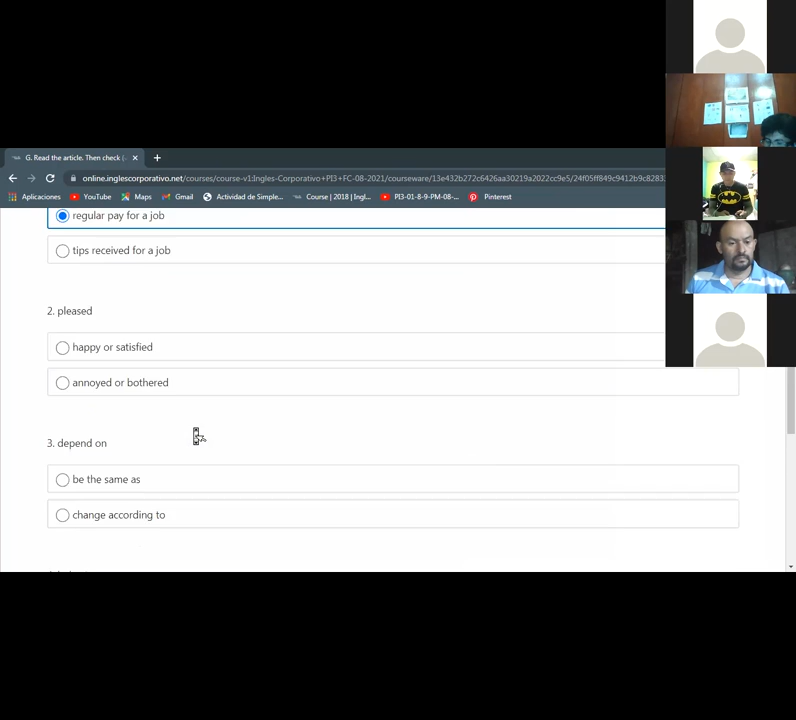 G. Read the article. Then check (
online.inglescorporativo.net/courses/course-v1:Ingles-Corporativo+PI3+FC-08-2021/courseware/13e432b272c6426aa30219a2022cc9e5/24f05ff849c9412b9c8283
Aplicaciones YouTube Maps Gmail Actividad de Simple... Course | 2018 | Ingl... PI3-01-8-9-PM-08-... Pinterest
regular pay for a job
tips received for a job
2. pleased
happy or satisfied
annoyed or bothered
3. depend on
be the same as
change according to